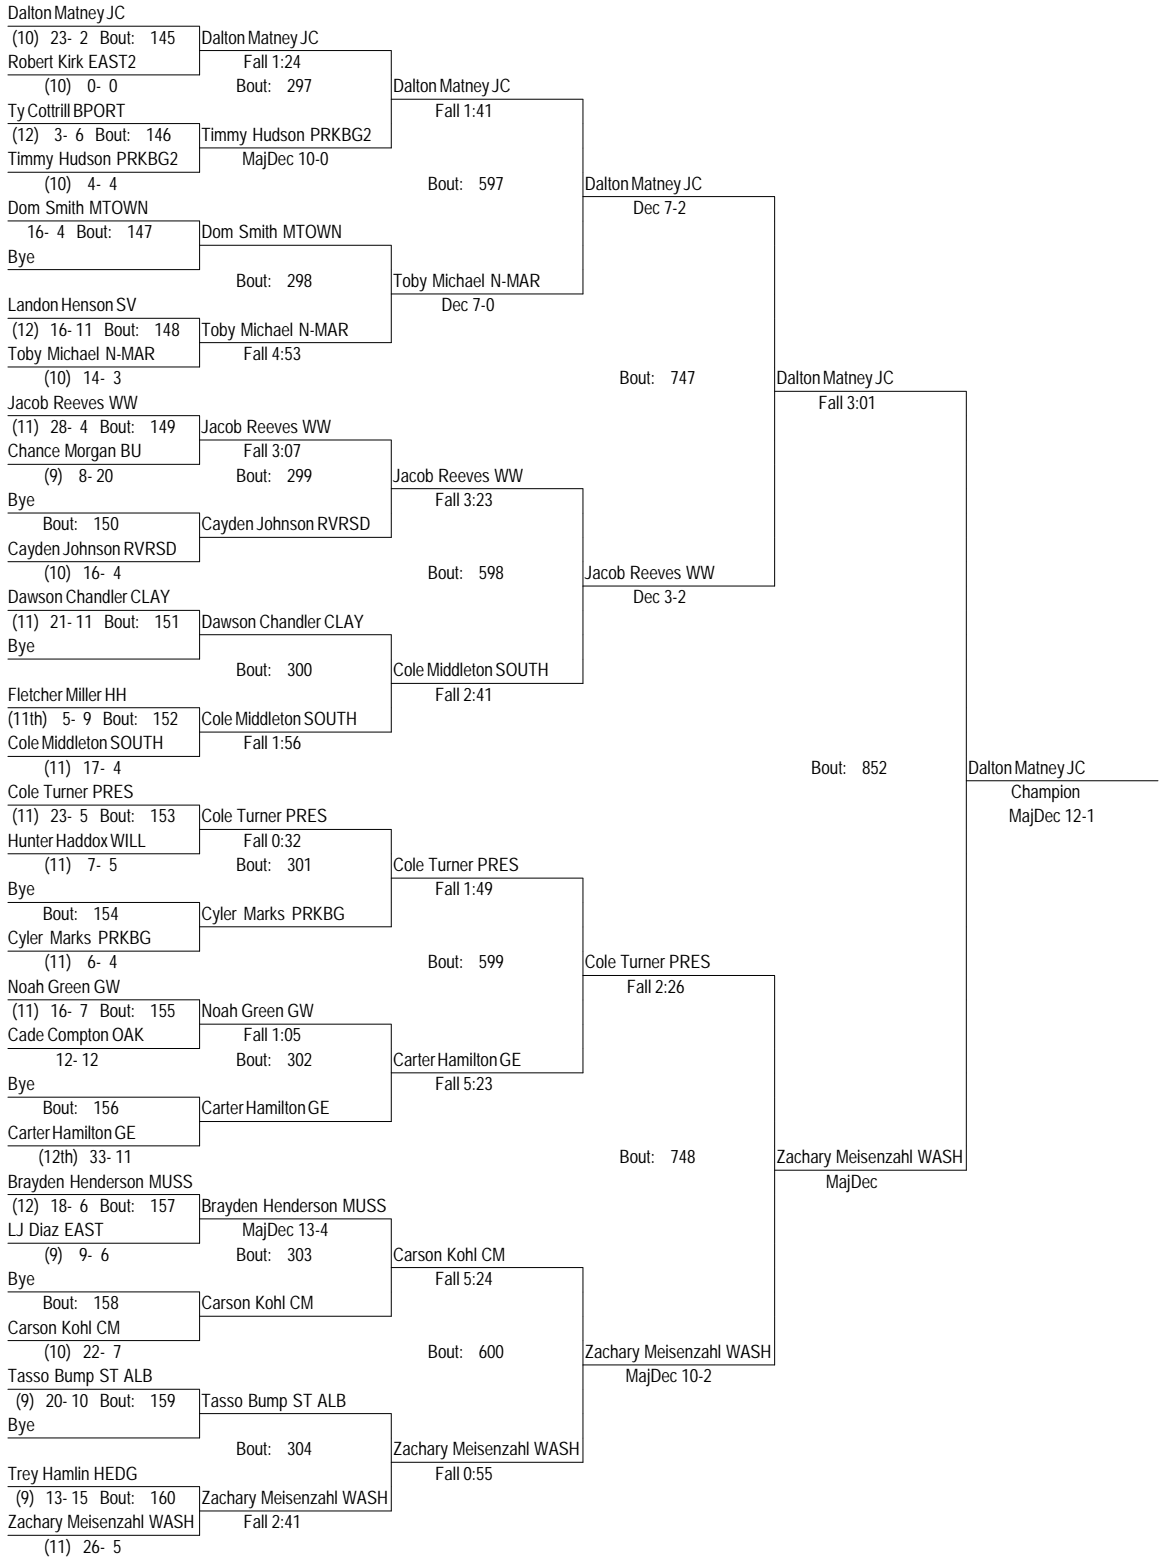 Dalton Matney JC
(10) 23- 2 Bout: 145 Dalton Matney JC
Robert Kirk EAST2 Fall 1:24
(10) 0- 0 Bout: 297 Dalton Matney JC
Ty Cottrill BPORT Fall 1:41
(12) 3- 6 Bout: 146 Timmy Hudson PRKBG2
Timmy Hudson PRKBG2 MajDec 10-0
(10) 4- 4 Bout: 597 Dalton Matney JC
Dom Smith MTOWN Dec 7-2
16- 4 Bout: 147 Dom Smith MTOWN
Bye
Bout: 298 Toby Michael N-MAR
Landon Henson SV Dec 7-0
(12) 16- 11 Bout: 148 Toby Michael N-MAR
Toby Michael N-MAR Fall 4:53
(10) 14- 3 Bout: 747 Dalton Matney JC
Jacob Reeves WW Fall 3:01
(11) 28- 4 Bout: 149 Jacob Reeves WW
Chance Morgan BU Fall 3:07
(9) 8- 20 Bout: 299 Jacob Reeves WW
Bye Fall 3:23
Bout: 150 Cayden Johnson RVRSD
Cayden Johnson RVRSD
(10) 16- 4 Bout: 598 Jacob Reeves WW
Dawson Chandler CLAY Dec 3-2
(11) 21- 11 Bout: 151 Dawson Chandler CLAY
Bye
Bout: 300 Cole Middleton SOUTH
Fletcher Miller HH Fall 2:41
(11th) 5- 9 Bout: 152 Cole Middleton SOUTH
Cole Middleton SOUTH Fall 1:56
(11) 17- 4 Bout: 852 Dalton Matney JC
Cole Turner PRES Champion
(11) 23- 5 Bout: 153 Cole Turner PRES MajDec 12-1
Hunter Haddox WILL Fall 0:32
(11) 7- 5 Bout: 301 Cole Turner PRES
Bye Fall 1:49
Bout: 154 Cyler Marks PRKBG
Cyler Marks PRKBG
(11) 6- 4 Bout: 599 Cole Turner PRES
Noah Green GW Fall 2:26
(11) 16- 7 Bout: 155 Noah Green GW
Cade Compton OAK Fall 1:05
12- 12 Bout: 302 Carter Hamilton GE
Bye Fall 5:23
Bout: 156 Carter Hamilton GE
Carter Hamilton GE
(12th) 33- 11 Bout: 748 Zachary Meisenzahl WASH
Brayden Henderson MUSS MajDec
(12) 18- 6 Bout: 157 Brayden Henderson MUSS
LJ Diaz EAST MajDec 13-4
(9) 9- 6 Bout: 303 Carson Kohl CM
Bye Fall 5:24
Bout: 158 Carson Kohl CM
Carson Kohl CM
(10) 22- 7 Bout: 600 Zachary Meisenzahl WASH
Tasso Bump ST ALB MajDec 10-2
(9) 20- 10 Bout: 159 Tasso Bump ST ALB
Bye
Bout: 304 Zachary Meisenzahl WASH
Trey Hamlin HEDG Fall 0:55
(9) 13- 15 Bout: 160 Zachary Meisenzahl WASH
Zachary Meisenzahl WASH Fall 2:41
(11) 26- 5